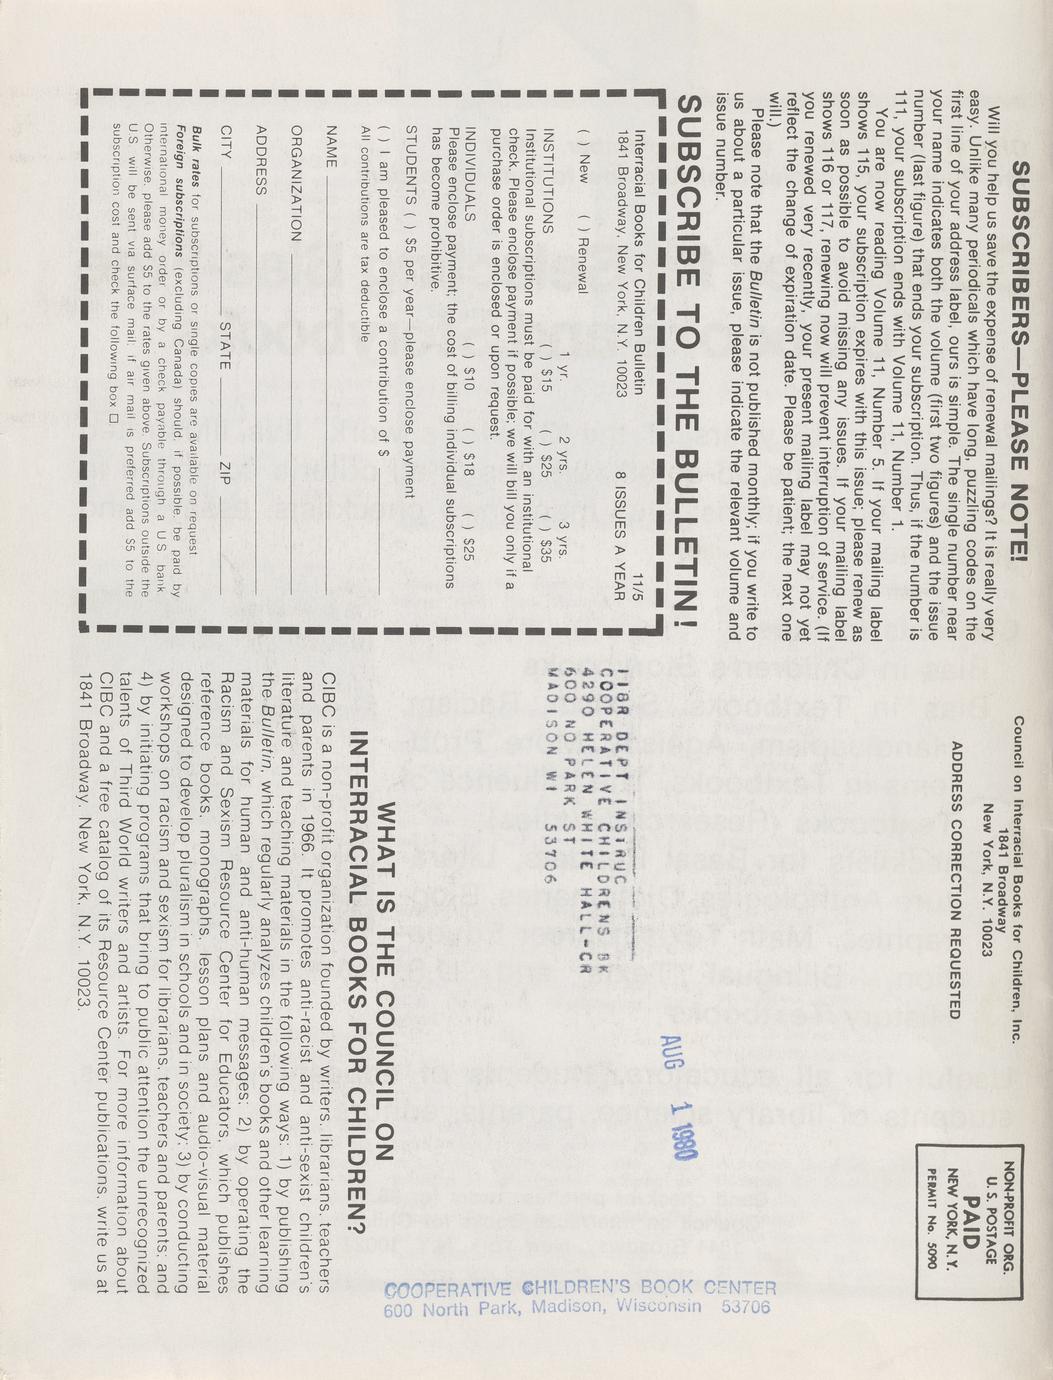 SUBSCRIBERS—PLEASE NOTE!
Will you help us save the expense of renewal mailings? It is really very
easy. Unlike many periodicals which have long, puzzling codes on the
first line of your address label, ours is simple. The single number near
your name indicates both the volume (first two figures) and the issue
number (last figure) that ends your subscription. Thus, if the number is
111, your subscription ends with Volume 11, Number 1.
You are now reading Volume 11, Number 5. If your mailing label
shows 115, your subscription expires with this issue; please renew as
soon as possible to avoid missing any issues. If your mailing label
shows 116 or 117, renewing now will prevent interruption of service. (If
you renewed very recently, your present mailing label may not yet
reflect the change of expiration date. Please be patient; the next one
will.)
Please note that the Bulletin is not published monthly; if you write to
us about a particular issue, please indicate the relevant volume and
issue number.
SUBSCRIBE TO THE BULLETIN!
11/5
Interracial Books for Children Bulletin
1841 Broadway, New York, N.Y. 10023 8 ISSUES A YEAR
( ) New ( ) Renewal
1 yr. 2 yrs. 3 yrs.
INSTITUTIONS ( ) $15 ( ) $25 ( ) $35
Institutional subscriptions must be paid for with an institutional
check. Please enclose payment if possible; we will bill you only if a
purchase order is enclosed or upon request.
INDIVIDUALS ( ) $10 ( ) $18 ( ) $25
Please enclose payment; the cost of billing individual subscriptions
has become prohibitive.
STUDENTS ( ) $5 per year—please enclose payment
( ) I am pleased to enclose a contribution of $
All contributions are tax deductible
NAME
ORGANIZATION
ADDRESS
CITY STATE ZIP
Bulk rates for subscriptions or single copies are available on request
Foreign subscriptions (excluding Canada) should, if possible, be paid by
international money order or by a check payable through a U.S. bank
Otherwise, please add $5 to the rates given above. Subscriptions outside the
U.S. will be sent via surface mail; if air mail is preferred add $5 to the
subscription cost and check the following box □
Council on Interracial Books for Children, Inc.
1841 Broadway
New York, N.Y. 10023
ADDRESS CORRECTION REQUESTED
NON-PROFIT ORG.
U.S. POSTAGE
PAID
NEW YORK, N.Y.
PERMIT No. 5090
AUG 1 1980
118R DEPT INSTRUC
COOPERATIVE CHILDRENS BK
4290 HELEN WHITE HALL-CR
600 NO PARK ST
MADISON WI 53706
WHAT IS THE COUNCIL ON
INTERRACIAL BOOKS FOR CHILDREN?
CIBC is a non-profit organization founded by writers, librarians, teachers
and parents in 1966. It promotes anti-racist and anti-sexist children's
literature and teaching materials in the following ways: 1) by publishing
the Bulletin, which regularly analyzes children's books and other learning
materials for human and anti-human messages; 2) by operating the
Racism and Sexism Resource Center for Educators, which publishes
reference books, monographs, lesson plans and audio-visual material
designed to develop pluralism in schools and in society; 3) by conducting
workshops on racism and sexism for librarians, teachers and parents; and
4) by initiating programs that bring to public attention the unrecognized
talents of Third World writers and artists. For more information about
CIBC and a free catalog of its Resource Center publications, write us at
1841 Broadway, New York, N.Y. 10023.
COOPERATIVE CHILDREN'S BOOK CENTER
600 North Park, Madison, Wisconsin 53706